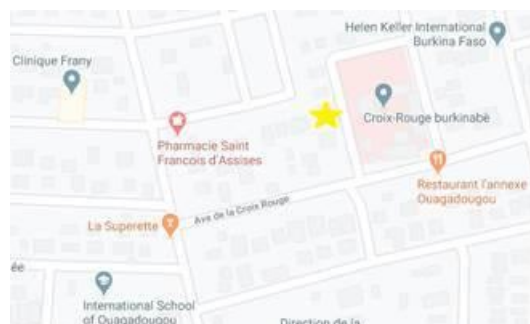 Helen Keller International
Burkina Faso
Clinique Frany
Croix-Rouge burkinabè
Pharmacie Saint
Francois d'Assises
Restaurant l'annexe
Ouagadougou
Ave de la Croix Rouge
La Superette
ée
International School
of Ouagadougou
Direction de la